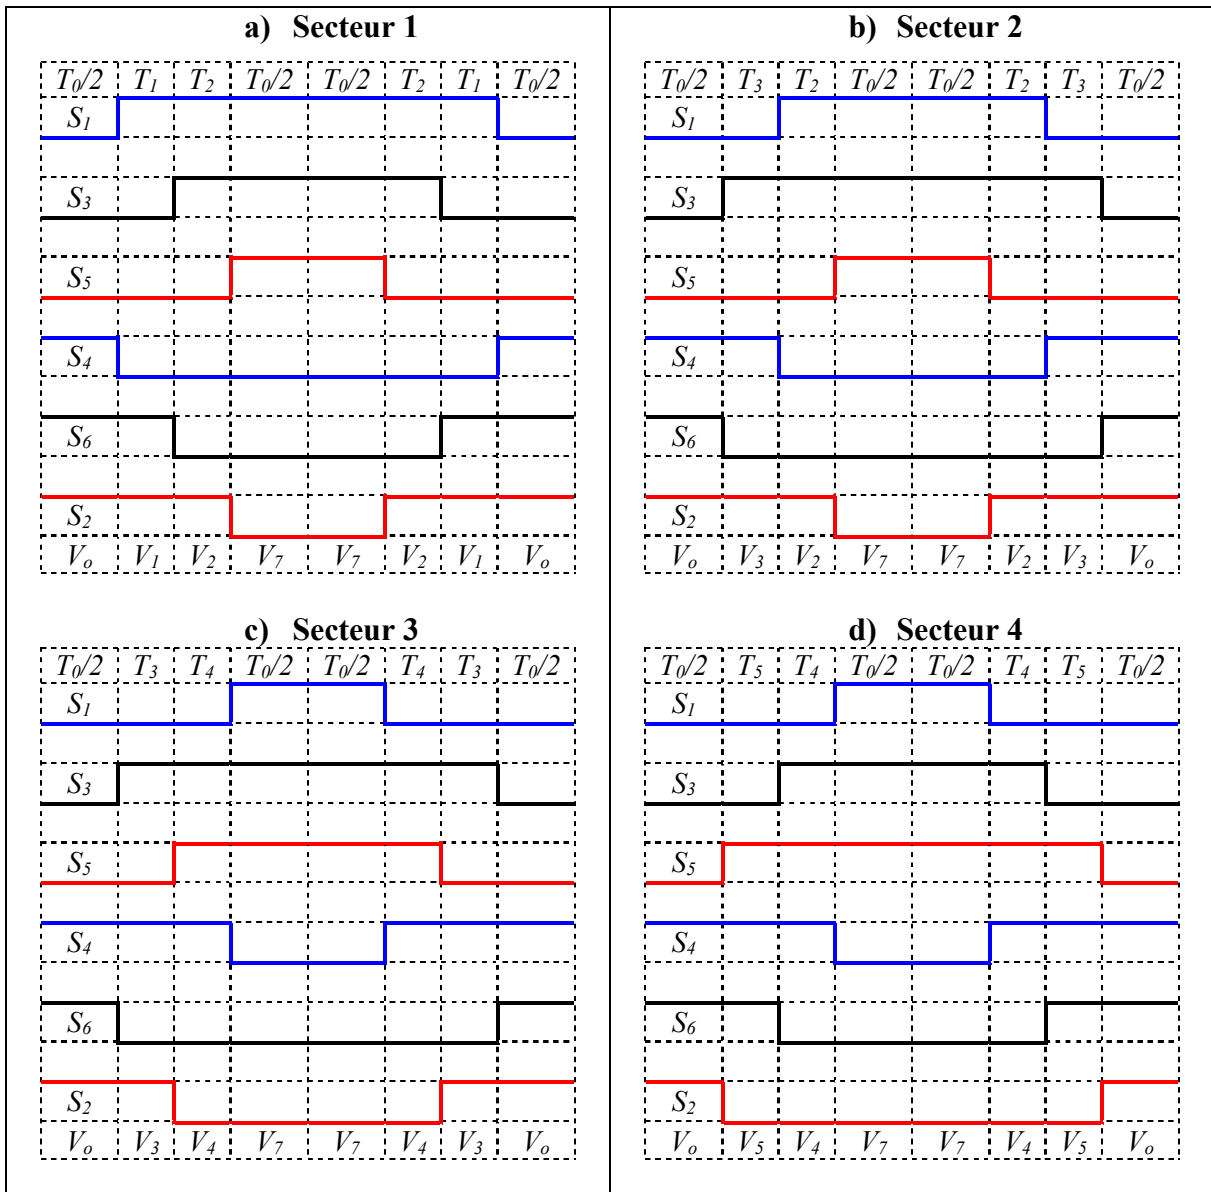 a) Secteur 1
T0/2 T1 T2 T0/2 T0/2 T2 T1 T0/2
S1
S3
S5
S4
S6
S2
Vo V1 V2 V7 V7 V2 V1 Vo
b) Secteur 2
T0/2 T3 T2 T0/2 T0/2 T2 T3 T0/2
S1
S3
S5
S4
S6
S2
Vo V3 V2 V7 V7 V2 V3 Vo
c) Secteur 3
T0/2 T3 T4 T0/2 T0/2 T4 T3 T0/2
S1
S3
S5
S4
S6
S2
Vo V3 V4 V7 V7 V4 V3 Vo
d) Secteur 4
T0/2 T5 T4 T0/2 T0/2 T4 T5 T0/2
S1
S3
S5
S4
S6
S2
Vo V5 V4 V7 V7 V4 V5 Vo